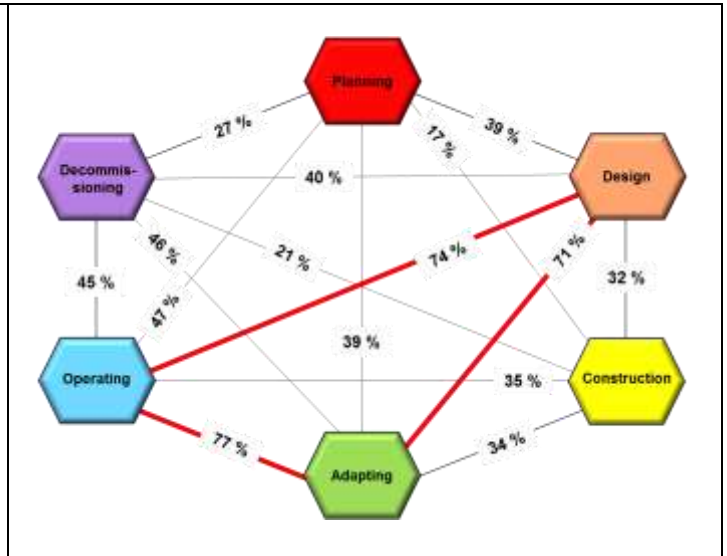 Planning
27 %
39 %
17 %
Decommis-
sioning
40 %
Design
46 %
21 %
74 %
71 %
45 %
32 %
47 %
39 %
Operating
35 %
Construction
77 %
34 %
Adapting